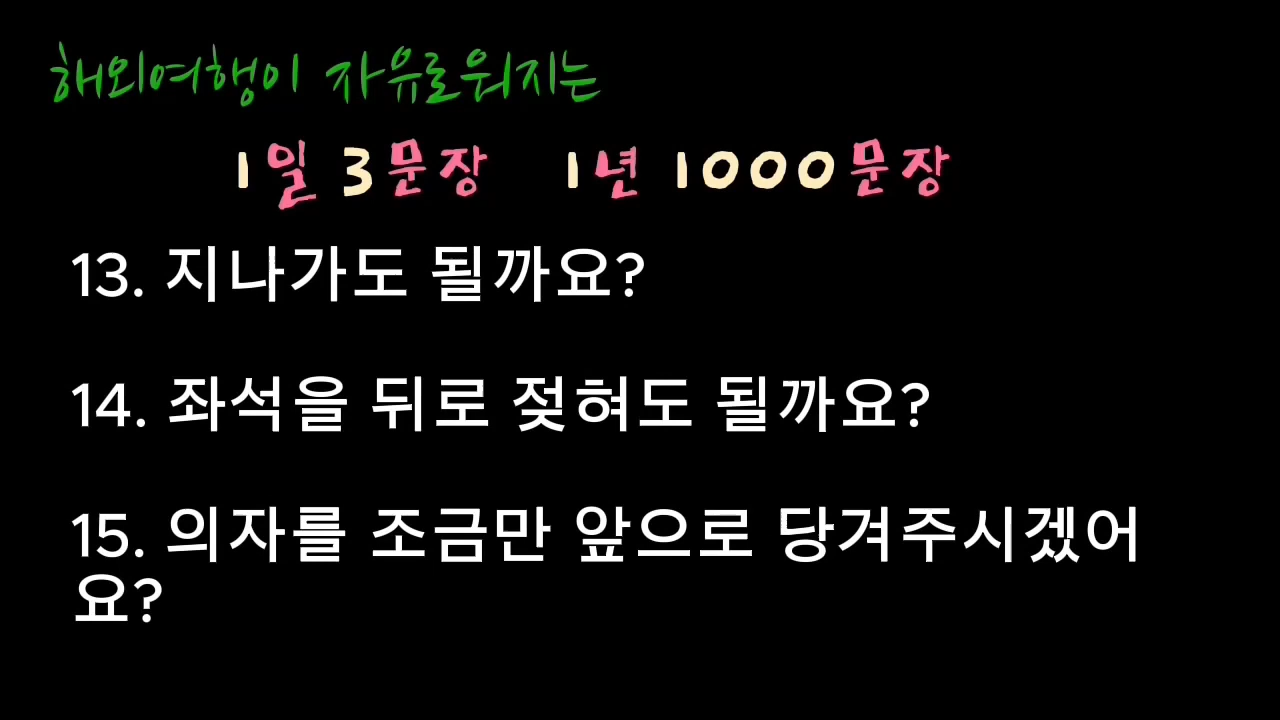 해외여행이 자유로워지는
1일 3문장 1년 1000문장
13. 지나가도 될까요?
14. 좌석을 뒤로 젖혀도 될까요?
15. 의자를 조금만 앞으로 당겨주시겠어
요?